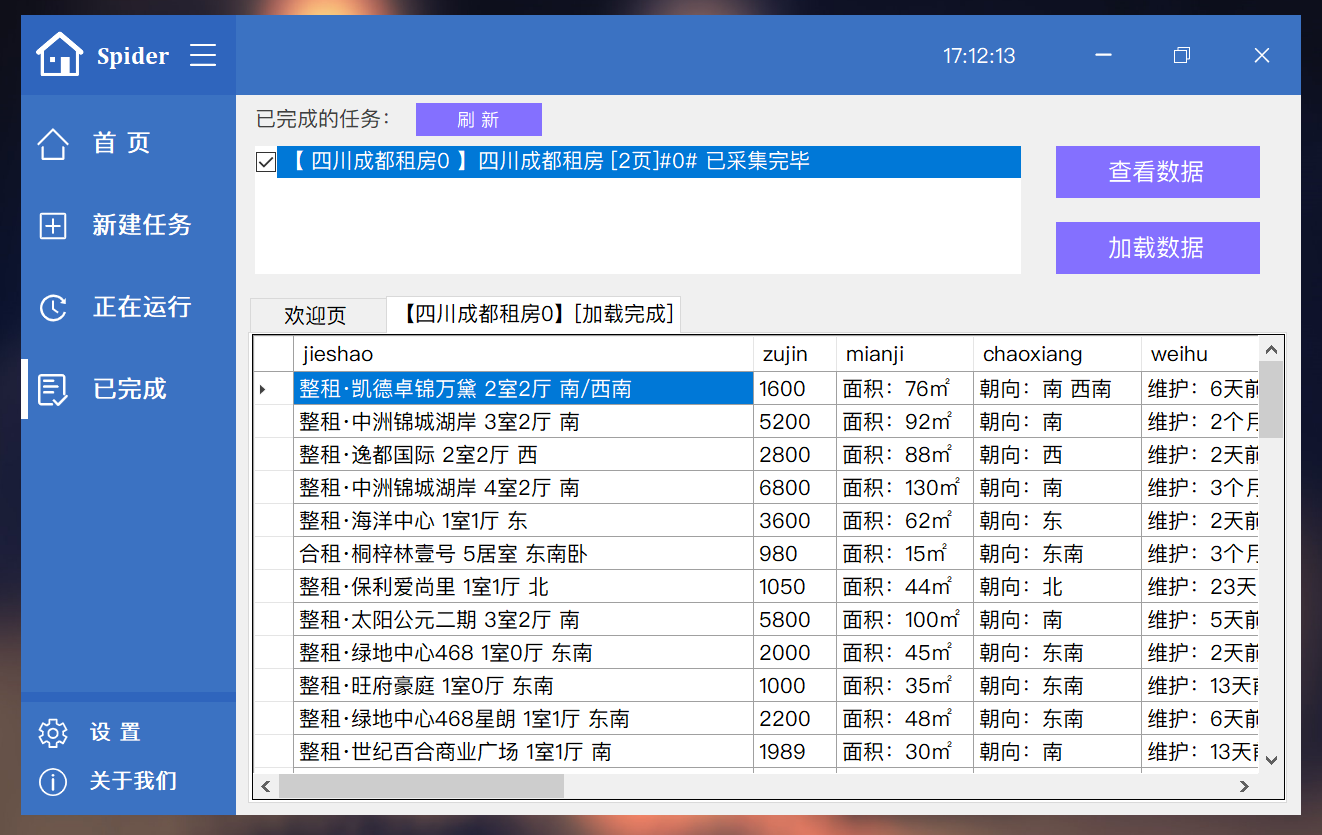 Spider
17:12:13
首 页
新建任务
正在运行
已完成
设 置
关于我们
已完成的任务：
刷 新
【 四川成都租房0 】四川成都租房 [2页]#0# 已采集完毕
查看数据
加载数据
欢迎页 【四川成都租房0】[加载完成]
jieshao zujin mianji chaoxiang weihu
整租·凯德卓锦万黛 2室2厅 南/西南 1600 面积：76㎡ 朝向：南 西南 维护：6天前
整租·中洲锦城湖岸 3室2厅 南 5200 面积：92㎡ 朝向：南 维护：2个月
整租·逸都国际 2室2厅 西 2800 面积：88㎡ 朝向：西 维护：2天前
整租·中洲锦城湖岸 4室2厅 南 6800 面积：130㎡ 朝向：南 维护：3个月
整租·海洋中心 1室1厅 东 3600 面积：62㎡ 朝向：东 维护：2天前
合租·桐梓林壹号 5居室 东南卧 980 面积：15㎡ 朝向：东南 维护：3个月
整租·保利爱尚里 1室1厅 北 1050 面积：44㎡ 朝向：北 维护：23天
整租·太阳公元二期 3室2厅 南 5800 面积：100㎡ 朝向：南 维护：5天前
整租·绿地中心468 1室0厅 东南 2000 面积：45㎡ 朝向：东南 维护：2天前
整租·旺府豪庭 1室0厅 东南 1000 面积：35㎡ 朝向：东南 维护：13天前
整租·绿地中心468星朗 1室1厅 东南 2200 面积：48㎡ 朝向：东南 维护：6天前
整租·世纪百合商业广场 1室1厅 南 1989 面积：30㎡ 朝向：南 维护：13天前